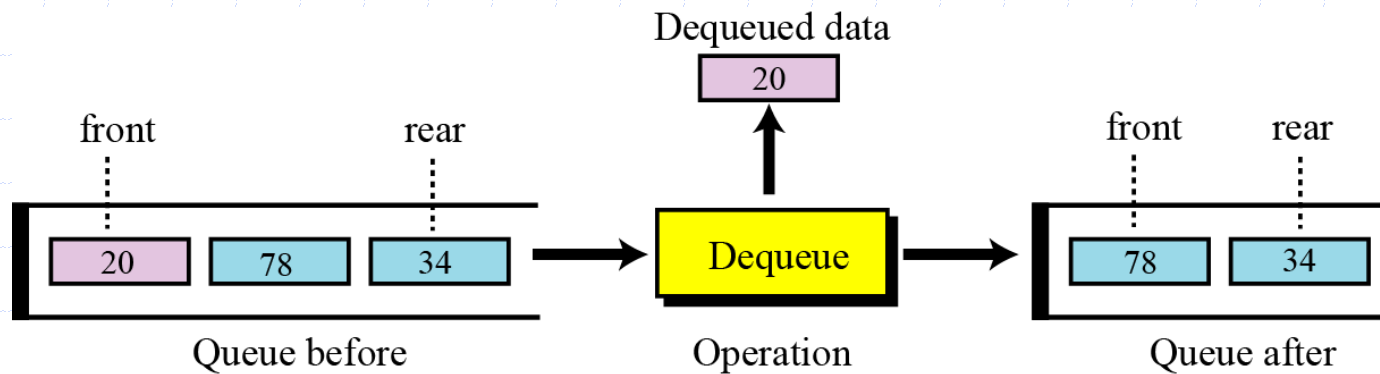 Dequeued data
20
front
rear
front
rear
20
78
34
Dequeue
78
34
Queue before
Operation
Queue after